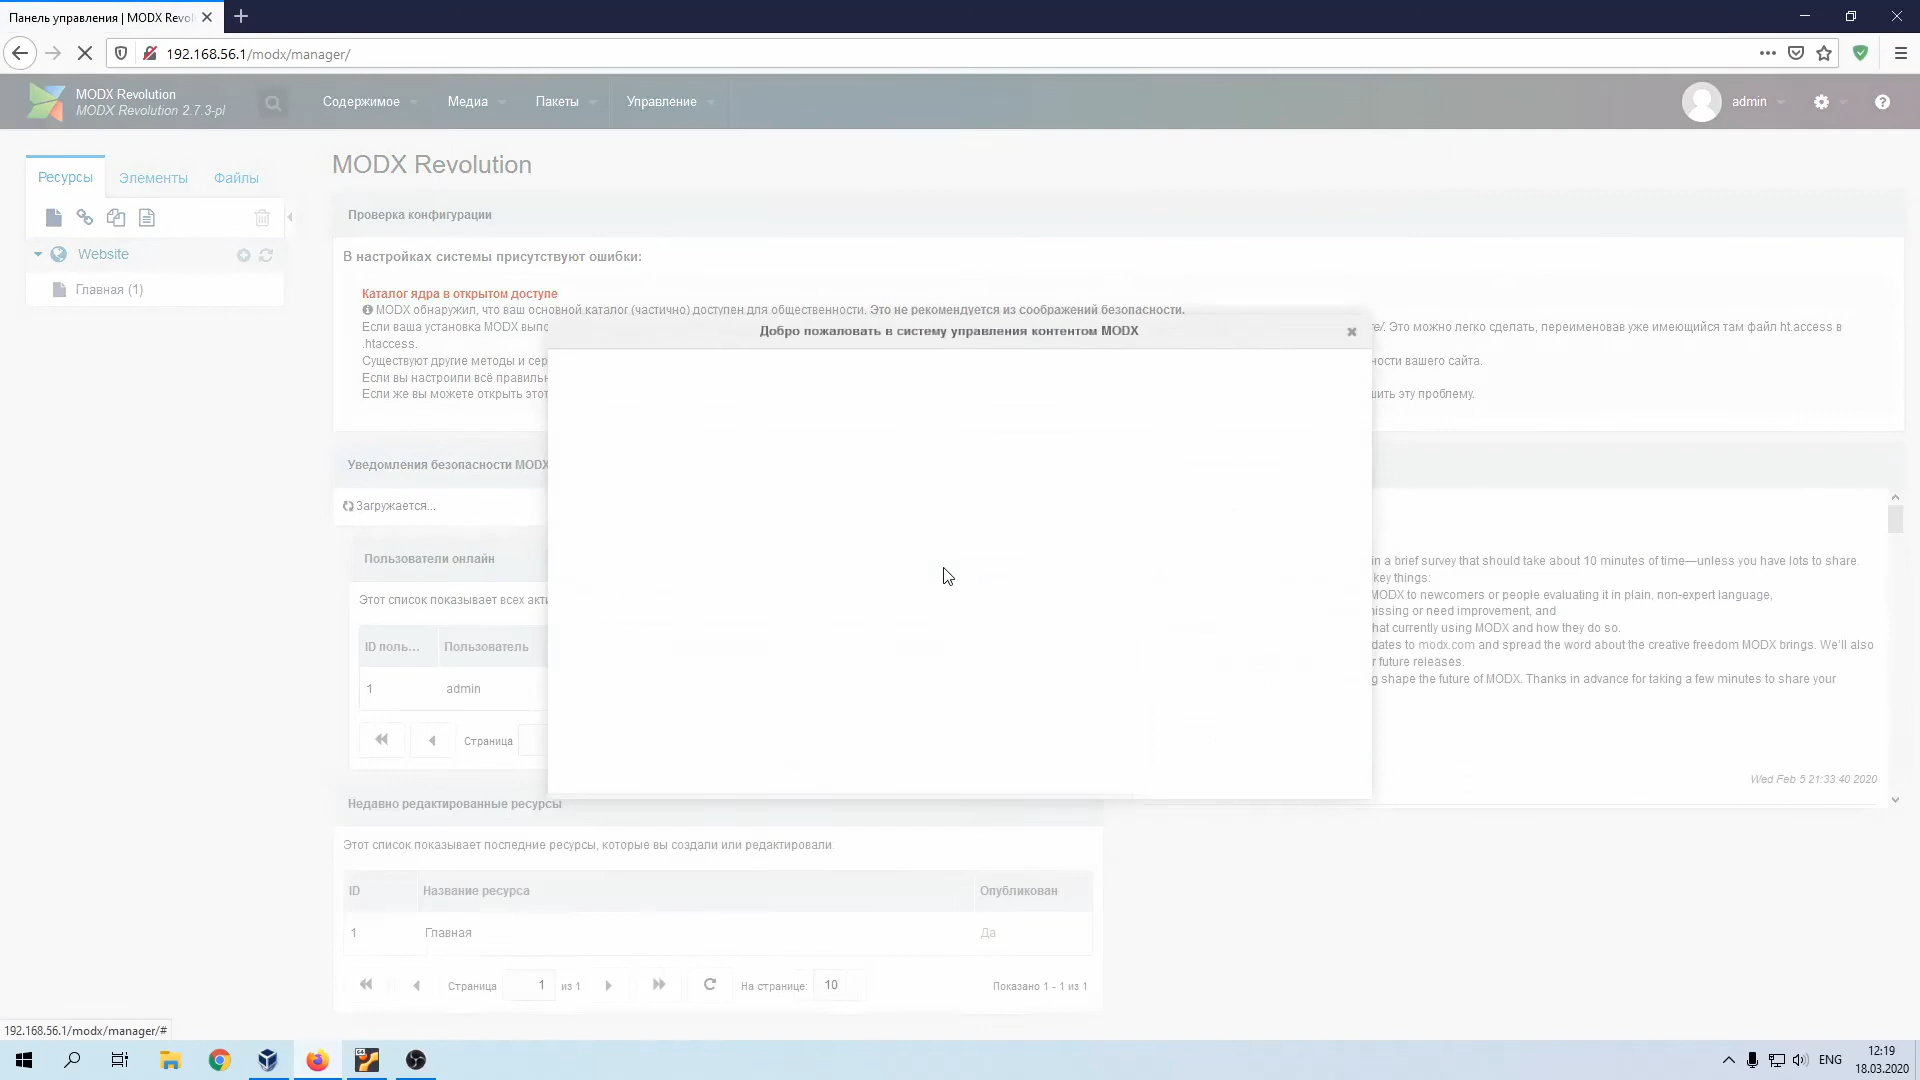 Панель управления | MODX Revol
192.168.56.1/modx/manager/
MODX Revolution
MODX Revolution 2.7.3-pl
Содержимое
Медиа
Пакеты
Управление
admin
Ресурсы
Элементы
Файлы
Website
Главная (1)
MODX Revolution
Проверка конфигурации
В настройках системы присутствуют ошибки:
Каталог ядра в открытом доступе
MODX обнаружил, что ваш основной каталог (частично) доступен для общественности. Это не рекомендуется из соображений безопасности.
Если ваша установка MODX
Это можно легко сделать, переименовав уже имеющийся там файл ht.access в
.htaccess.
Существуют другие методы и
вашего сайта.
Если вы настроили всё
Если же вы можете открыть
эту проблему.
Добро пожаловать в систему управления контентом MODX
Уведомления безопасности MODX
Загружается...
Пользователи онлайн
Этот список показывает всех
ID поль...
Пользователь
1
admin
Страница
in a brief survey that should take about 10 minutes of time—unless you have lots to share.
key things:
MODX to newcomers or people evaluating it in plain, non-expert language,
issing or need improvement, and
hat currently using MODX and how they do so.
dates to modx.com and spread the word about the creative freedom MODX brings. We'll also
r future releases.
g shape the future of MODX. Thanks in advance for taking a few minutes to share your
Wed Feb 5 21:33:40 2020
Недавно редактированные ресурсы
Этот список показывает последние ресурсы, которые вы создали или редактировали.
ID
Название ресурса
Опубликован
1
Главная
Да
Страница
1
из 1
На странице:
10
Показано 1 - 1 из 1
192.168.56.1/modx/manager/#
ENG
12:19
18.03.2020